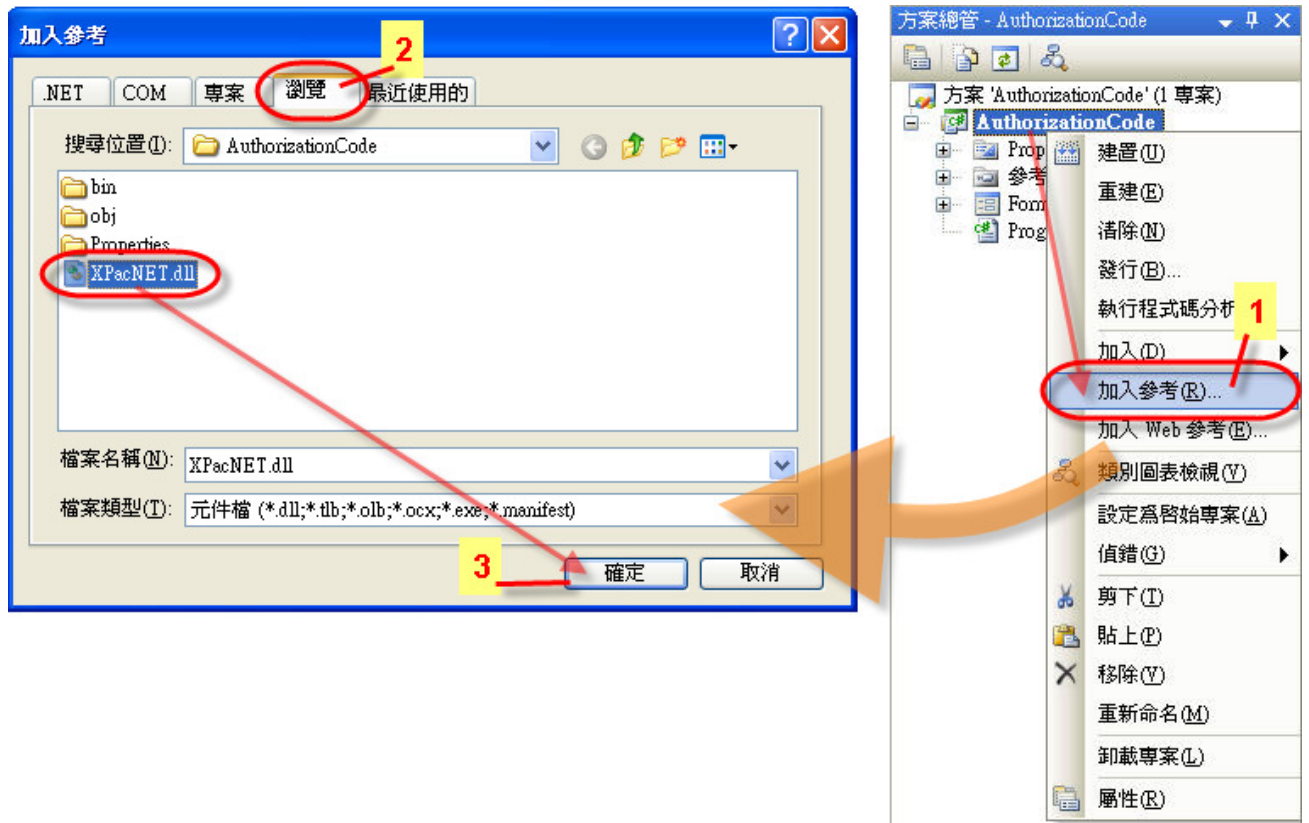 加入參考
2
.NET
COM
專案
瀏覽
最近使用的
搜尋位置(I):
AuthorizationCode
bin
obj
Properties
XPacNET.dll
檔案名稱(N):
XPacNET.dll
檔案類型(T):
元件檔 (*.dll;*.tlb;*.olb;*.ocx;*.exe;*.manifest)
3
確定
取消
方案總管 - AuthorizationCode
方案 'AuthorizationCode' (1 專案)
AuthorizationCode
Prop
參考
Form
Prog
建置(U)
重建(E)
清除(N)
發行(B)...
執行程式碼分析
1
加入(D)
加入參考(R)...
加入 Web 參考(E)...
類別圖表檢視(V)
設定為啓始專案(A)
偵錯(G)
剪下(T)
貼上(P)
移除(V)
重新命名(M)
卸載專案(L)
屬性(R)